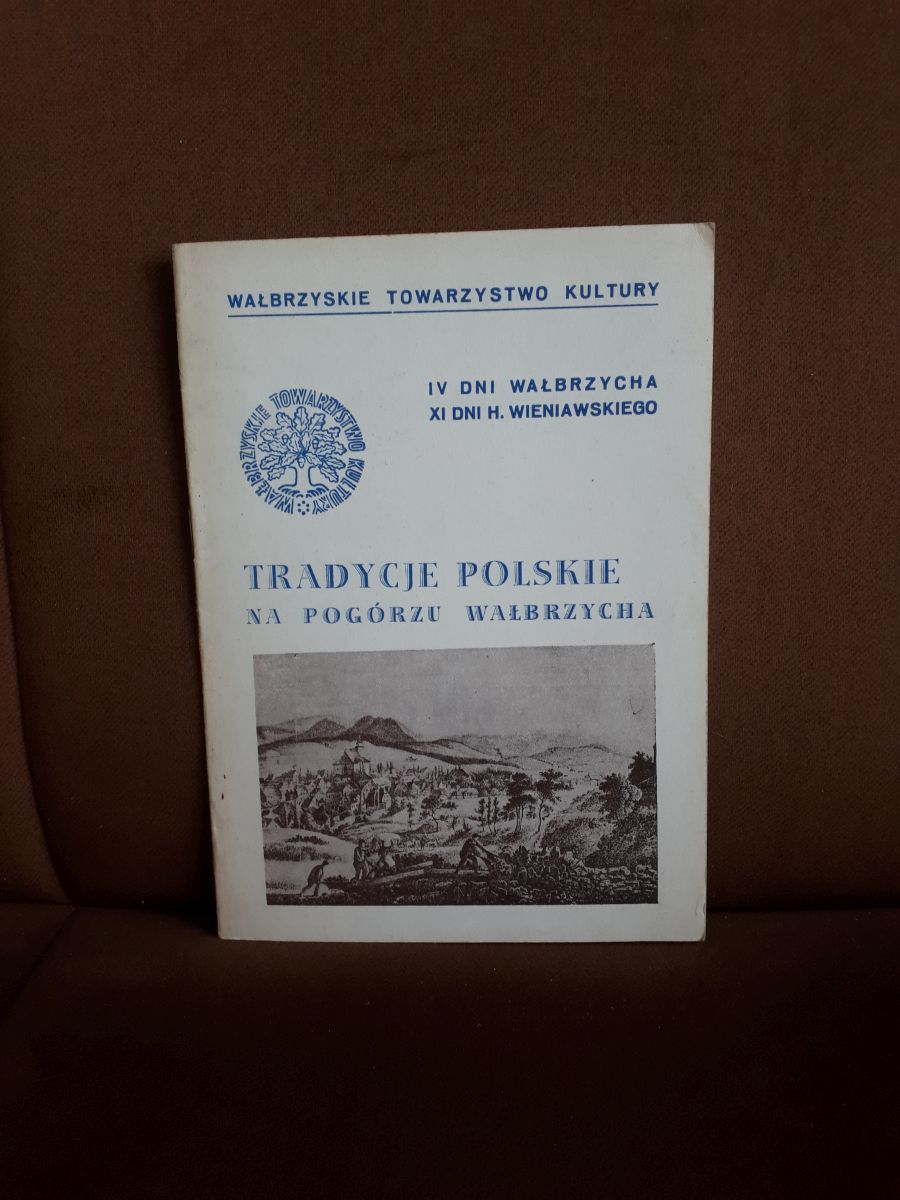 WAŁBRZYSKIE TOWARZYSTWO KULTURY
IV DNI WAŁBRZYCHA
XI DNI H. WIENIAWSKIEGO
WAŁBRZYSKIE TOWARZYSTWO KULTURY
TRADYCJE POLSKIE
NA POGÓRZU WAŁBRZYCHA